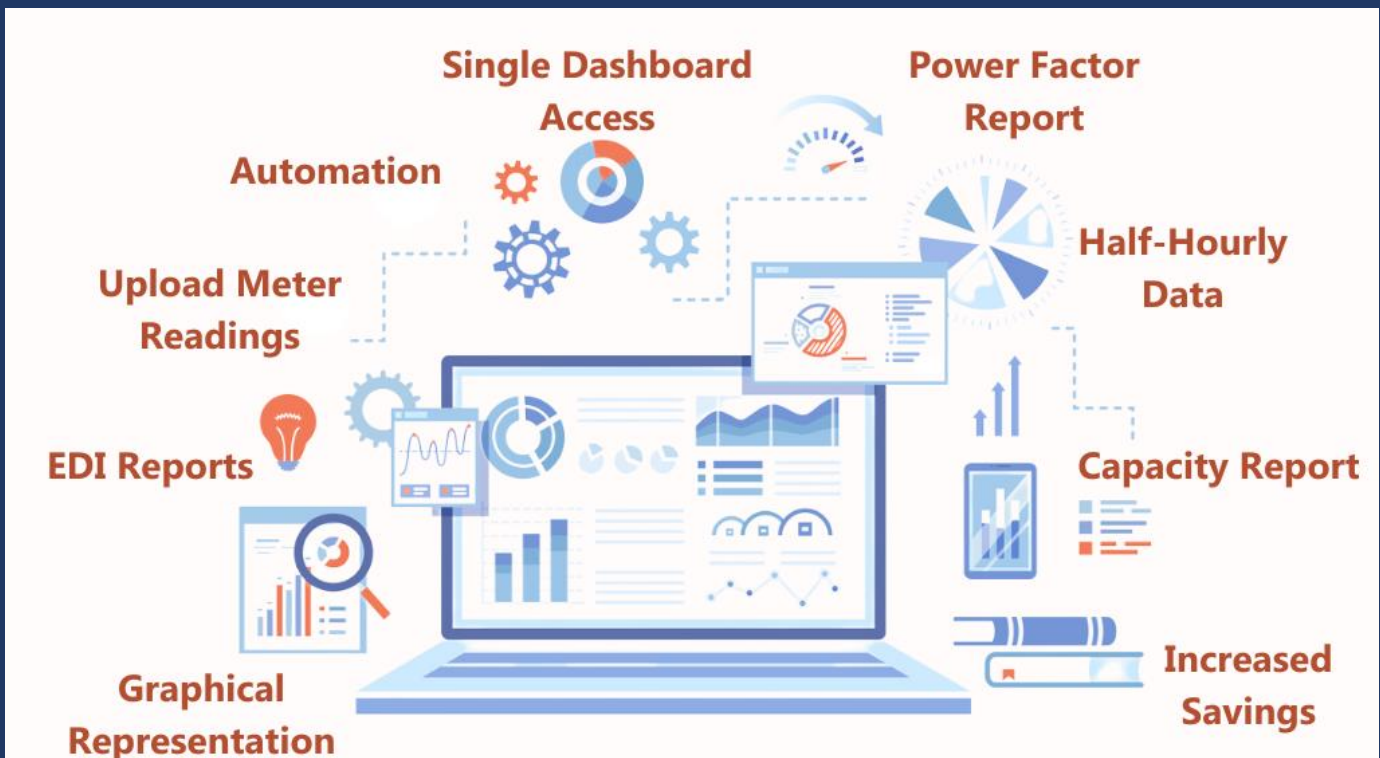 Single Dashboard
Access
Power Factor
Report
Automation
Half-Hourly
Data
Upload Meter
Readings
EDI Reports
Capacity Report
Graphical
Representation
Increased
Savings